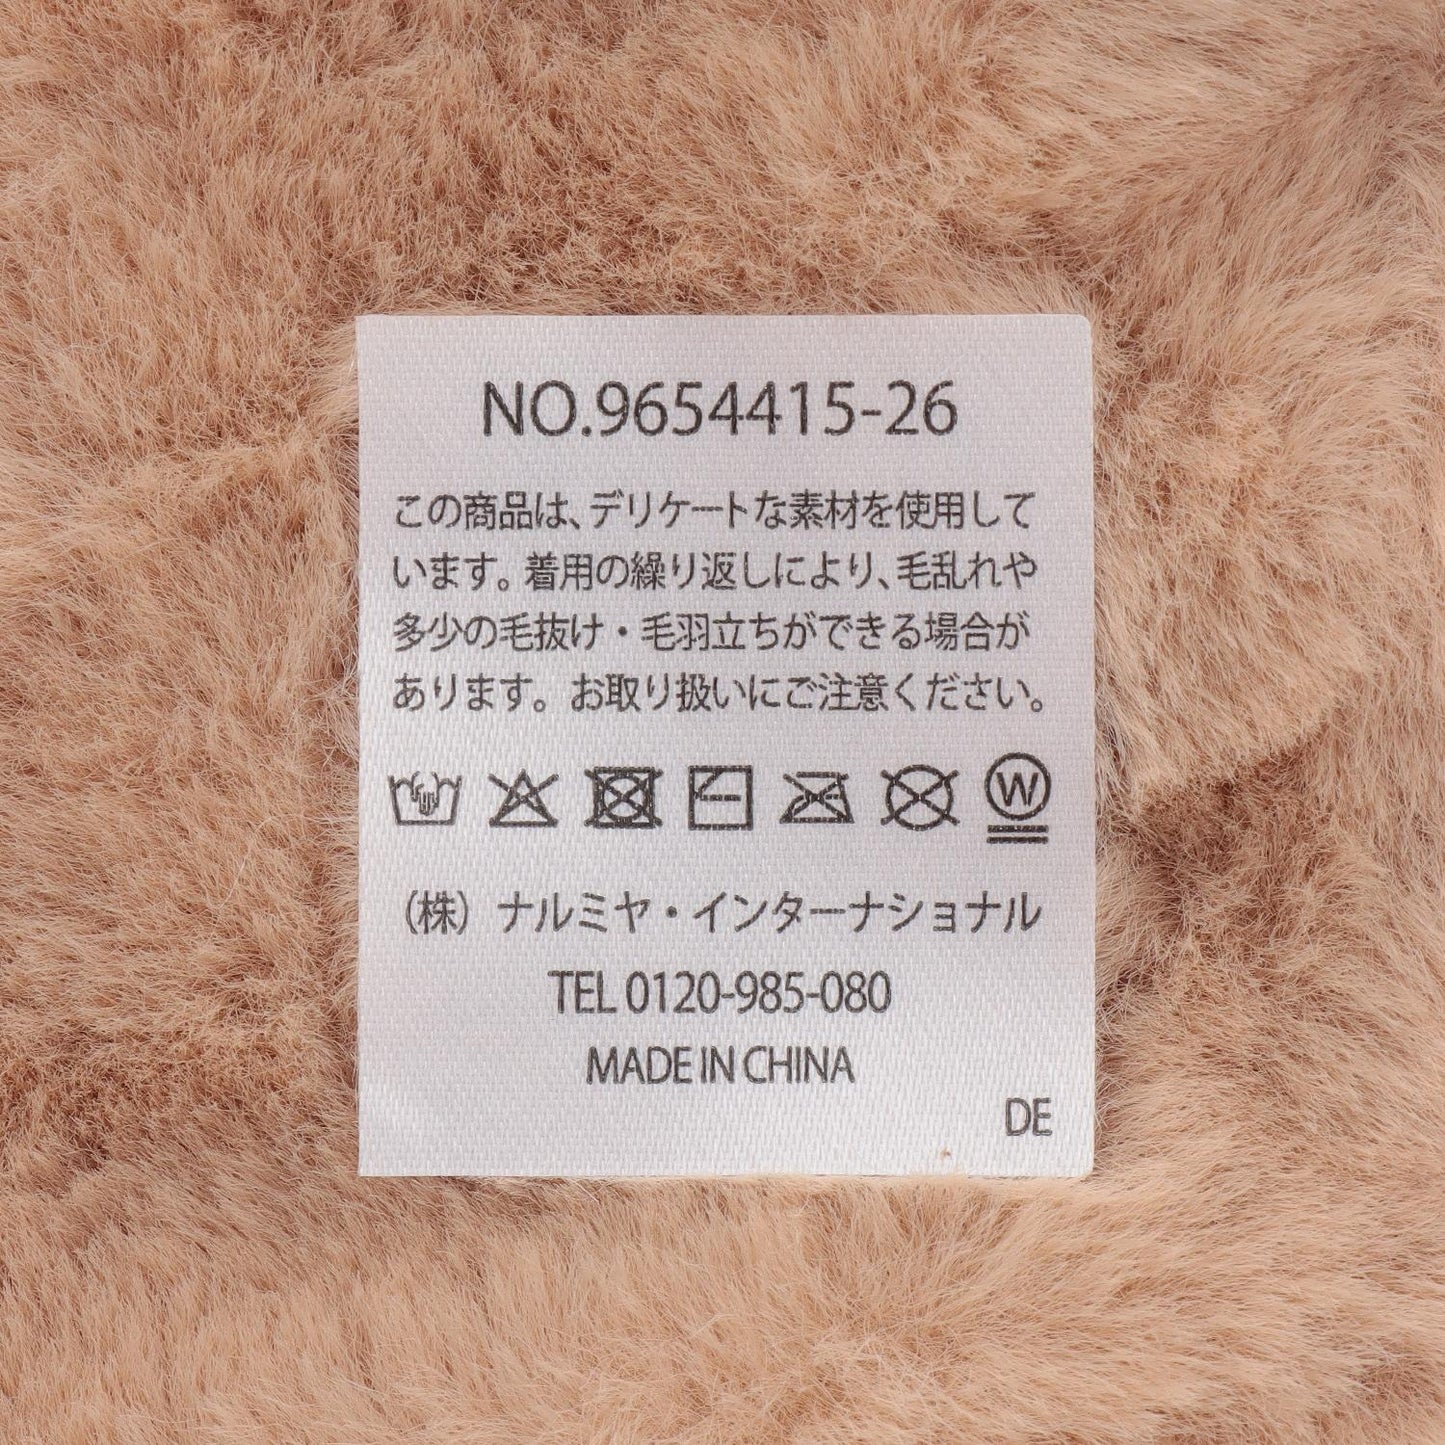 NO.9654415-26
この商品は、デリケートな素材を使用して
います。着用の繰り返しにより、毛乱れや
多少の毛抜け・毛羽立ちができる場合が
あります。お取り扱いにご注意ください。
W
(株) ナルミヤ・インターナショナル
TEL 0120-985-080
MADE IN CHINA
DE